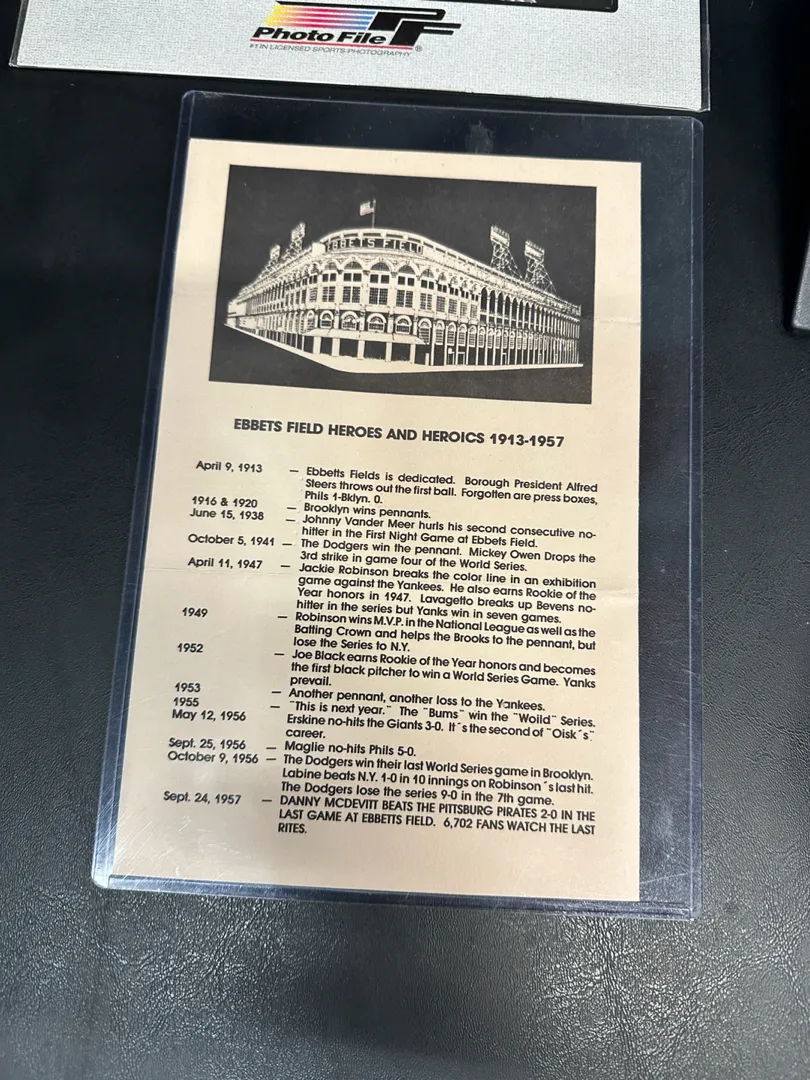 Photo File PF®
#1 IN LICENSED SPORTS PHOTOGRAPHY
EBBETS FIELD
EBBETS FIELD HEROES AND HEROICS 1913-1957
April 9, 1913 — Ebbetts Fields is dedicated. Borough President Alfred
Steers throws out the first ball. Forgotten are press boxes,
Phils 1-Bklyn. 0.
1916 & 1920 — Brooklyn wins pennants.
June 15, 1938 — Johnny Vander Meer hurls his second consecutive no-
hitter in the First Night Game at Ebbets Field.
October 5, 1941 — The Dodgers win the pennant. Mickey Owen Drops the
3rd strike in game four of the World Series.
April 11, 1947 — Jackie Robinson breaks the color line in an exhibition
game against the Yankees. He also earns Rookie of the
Year honors in 1947. Lavagetto breaks up Bevens no-
hitter in the series but Yanks win in seven games.
1949 — Robinson wins M.V.P. in the National League as well as the
Batting Crown and helps the Brooks to the pennant, but
lose the Series to N.Y.
1952 — Joe Black earns Rookie of the Year honors and becomes
the first black pitcher to win a World Series Game. Yanks
prevail.
1953 — Another pennant, another loss to the Yankees.
1955 — "This is next year." The "Bums" win the "Woild" Series.
May 12, 1956 Erskine no-hits the Giants 3-0. It´s the second of "Oisk´s"
career.
Sept. 25, 1956 — Maglie no-hits Phils 5-0.
October 9, 1956 — The Dodgers win their last World Series game in Brooklyn.
Labine beats N.Y. 1-0 in 10 innings on Robinson´s last hit.
The Dodgers lose the series 9-0 in the 7th game.
Sept. 24, 1957 — DANNY MCDEVITT BEATS THE PITTSBURG PIRATES 2-0 IN THE
LAST GAME AT EBBETTS FIELD. 6,702 FANS WATCH THE LAST
RITES.